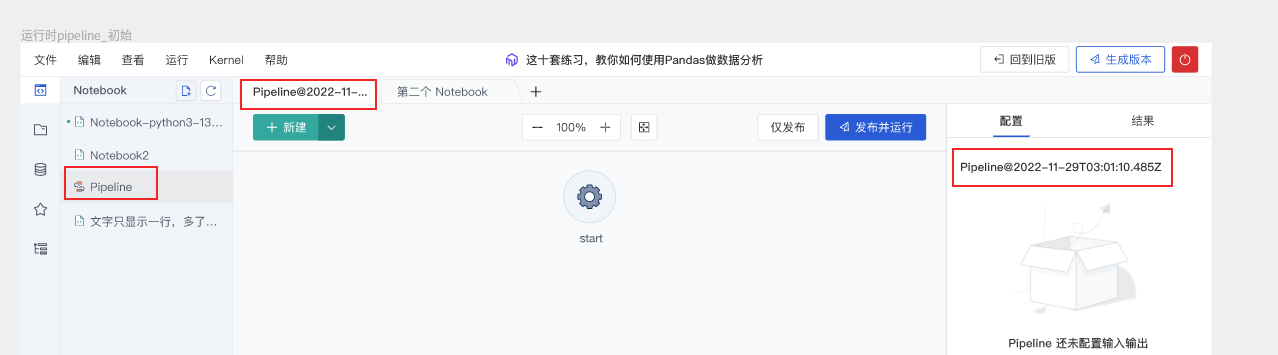 运行时pipeline_初始
文件 编辑 查看 运行 Kernel 帮助 这十套练习，教你如何使用Pandas做数据分析 回到旧版 生成版本
Notebook Pipeline@2022-11-... 第二个 Notebook
Notebook-python3-13...
Notebook2
Pipeline
文字只显示一行，多了...
新建 100% 仅发布 发布并运行
start
配置 结果
Pipeline@2022-11-29T03:01:10.485Z
Pipeline 还未配置输入输出